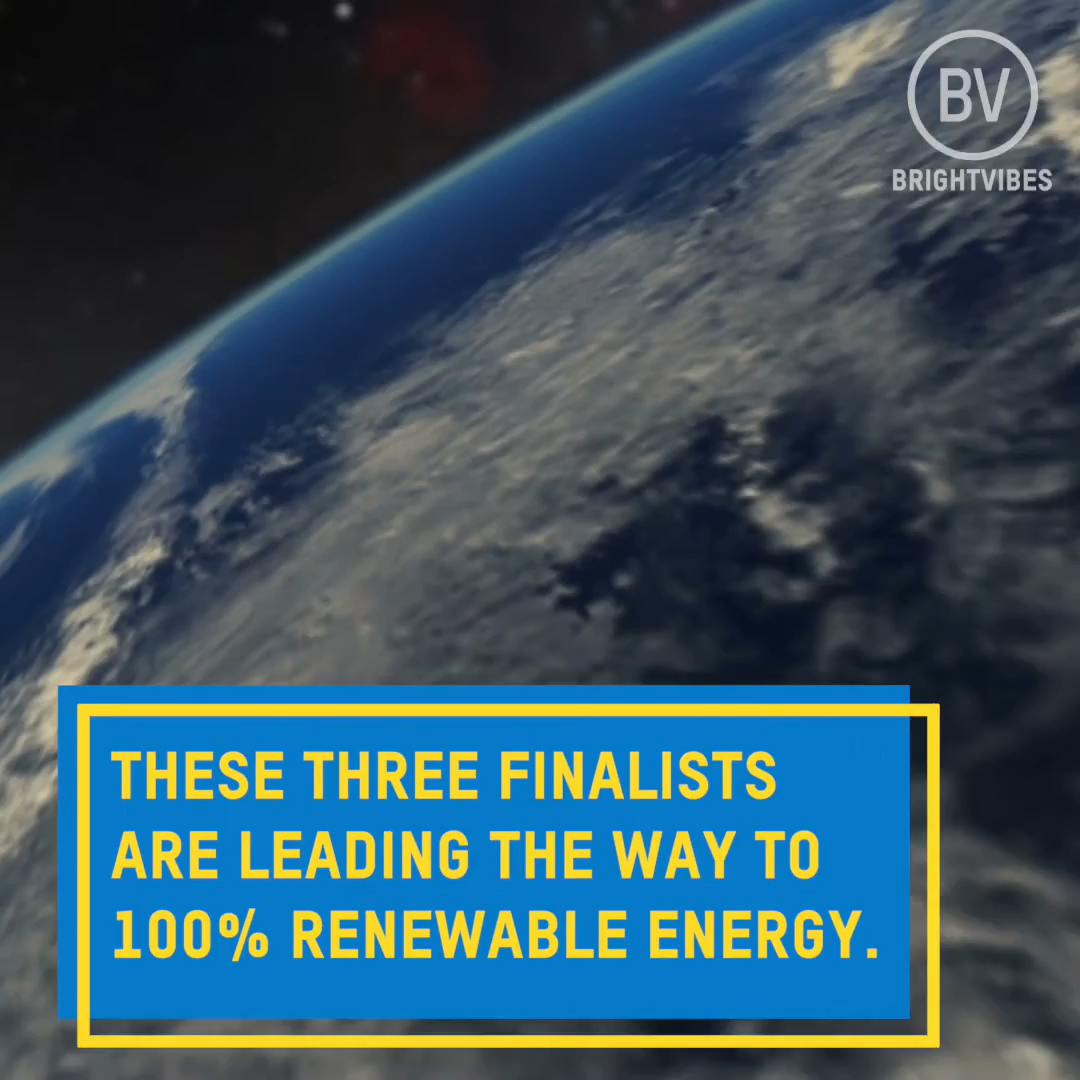 BV
BRIGHTVIBES
THESE THREE FINALISTS
ARE LEADING THE WAY TO
100% RENEWABLE ENERGY.